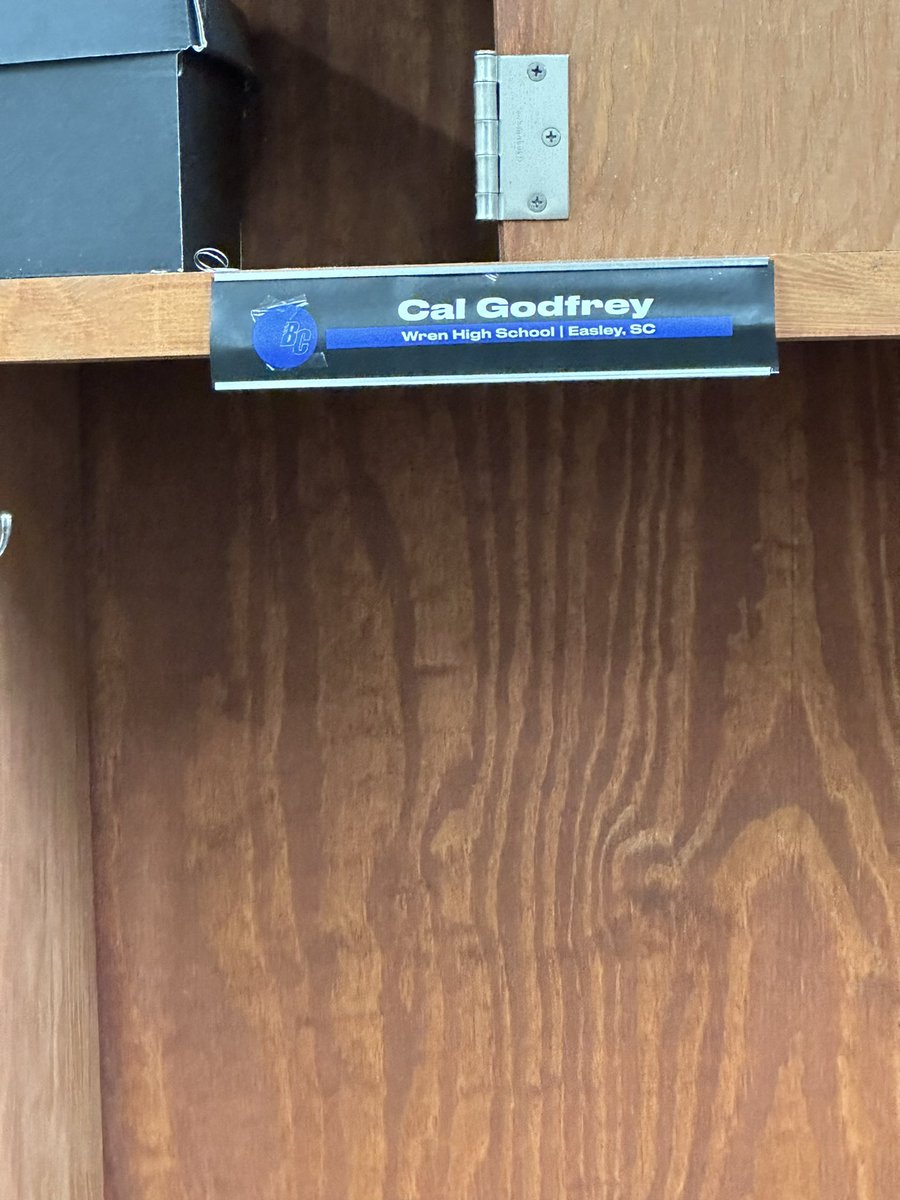 Cal Godfrey
BC
Wren High School | Easley, SC